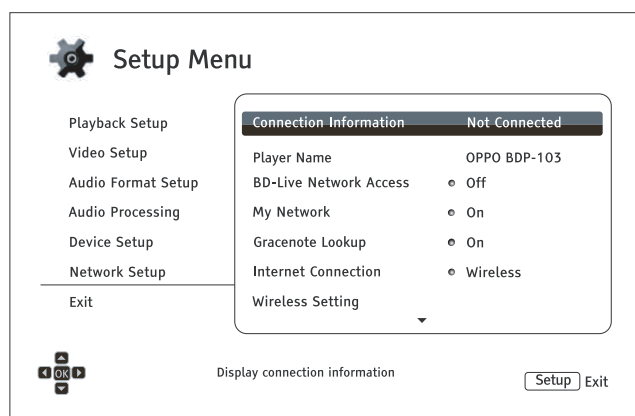 Setup Menu
Playback Setup
Video Setup
Audio Format Setup
Audio Processing
Device Setup
Network Setup
Exit
Connection Information Not Connected
Player Name OPPO BDP-103
BD-Live Network Access Off
My Network On
Gracenote Lookup On
Internet Connection Wireless
Wireless Setting
OK
Display connection information
Setup Exit